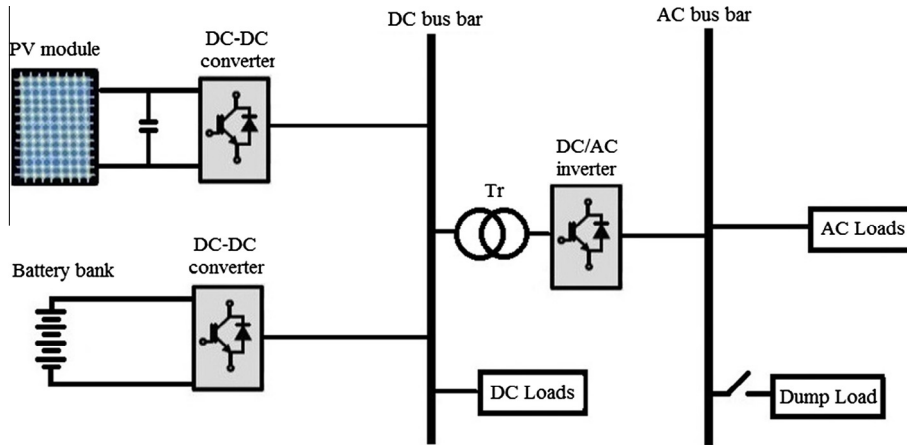 DC bus bar
AC bus bar
PV module
DC-DC
converter
DC/AC
inverter
Tr
AC Loads
Battery bank
DC-DC
converter
DC Loads
Dump Load